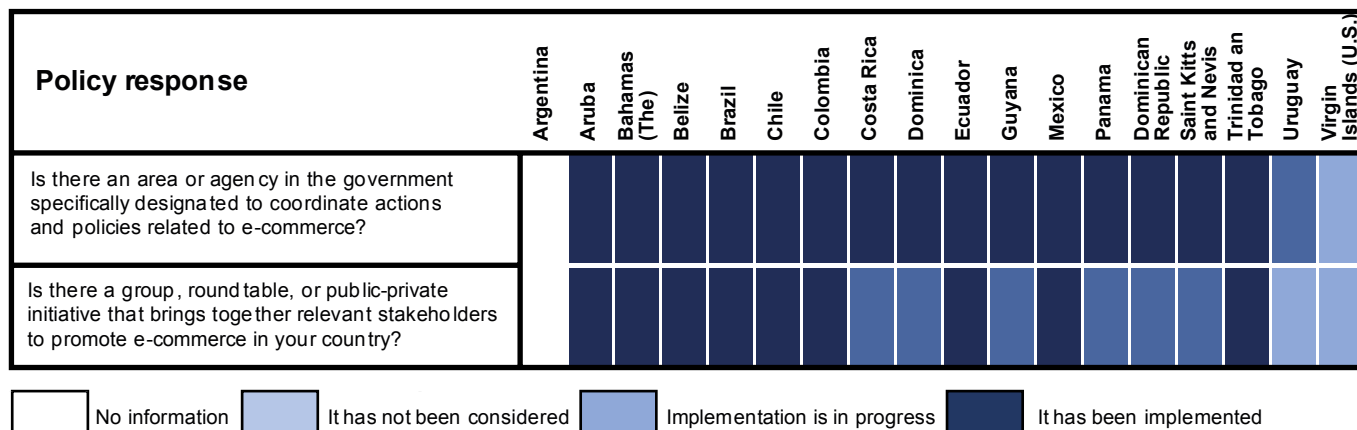 Policy response
Argentina
Aruba
Bahamas
(The)
Belize
Brazil
Chile
Colombia
Costa Rica
Dominica
Ecuador
Guyana
Mexico
Panama
Dominican
Republic
Saint Kitts
and Nevis
Trinidad an
Tobago
Uruguay
Virgin
Islands (U.S.)
Is there an area or agency in the government
specifically designated to coordinate actions
and policies related to e-commerce?
Is there a group, roundtable, or public-private
initiative that brings together relevant stakeholders
to promote e-commerce in your country?
No information
It has not been considered
Implementation is in progress
It has been implemented